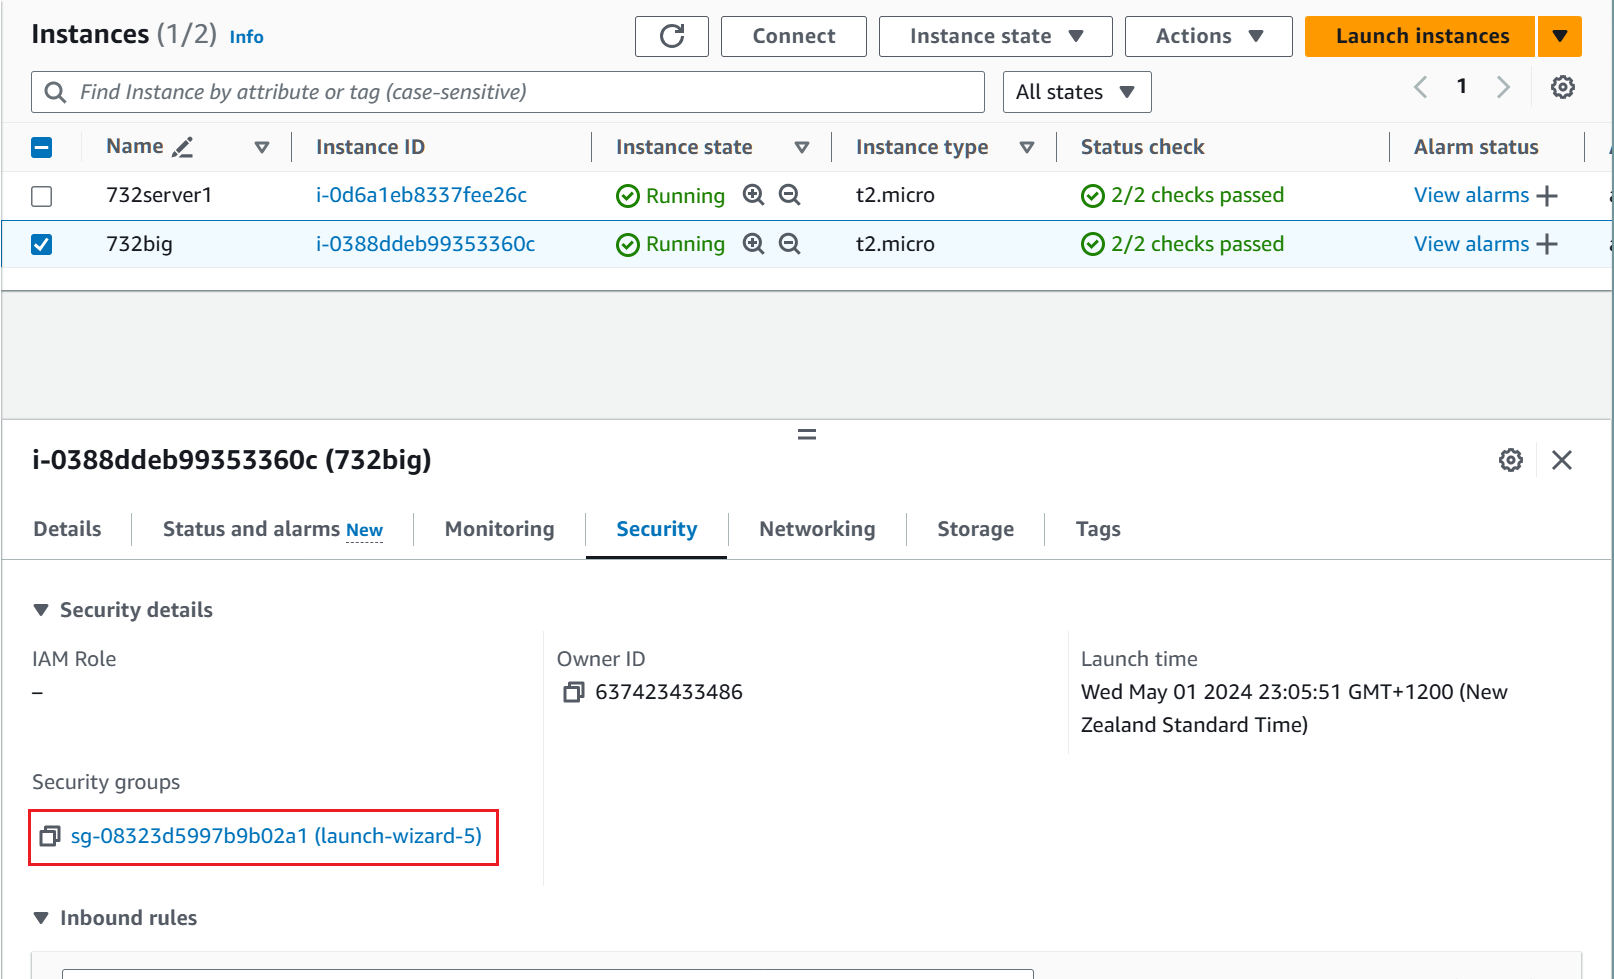 Instances (1/2) Info
Connect Instance state Actions Launch instances
Find Instance by attribute or tag (case-sensitive) All states 1
Name Instance ID Instance state Instance type Status check Alarm status
732server1 i-0d6a1eb8337fee26c Running t2.micro 2/2 checks passed View alarms
732big i-0388ddeb99353360c Running t2.micro 2/2 checks passed View alarms
i-0388ddeb99353360c (732big)
Details Status and alarms New Monitoring Security Networking Storage Tags
Security details
IAM Role Owner ID Launch time
– 637423433486 Wed May 01 2024 23:05:51 GMT+1200 (New
Zealand Standard Time)
Security groups
sg-08323d5997b9b02a1 (launch-wizard-5)
Inbound rules